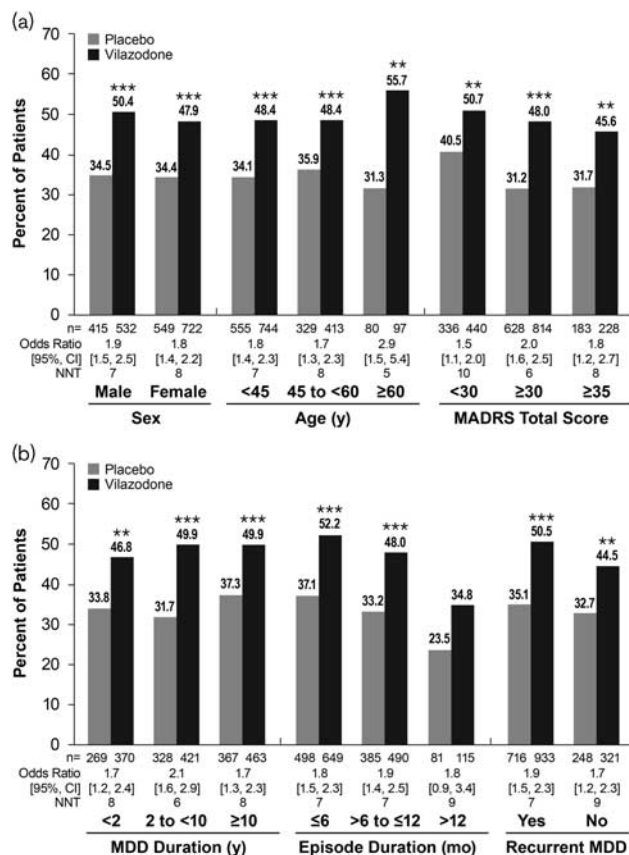 (a)
70
Placebo
Vilazodone
60
50
40
30
20
10
0
Percent of Patients
*** *** *** *** ** ** *** **
50.4 47.9 48.4 48.4 55.7 50.7 48.0 45.6
34.5 34.4 34.1 35.9 31.3 40.5 31.2 31.7
n= 415 532 549 722 555 744 329 413 80 97 336 440 628 814 183 228
Odds Ratio 1.9 1.8 1.8 1.7 2.9 1.5 2.0 1.8
[95%, CI] [1.5, 2.5] [1.4, 2.2] [1.4, 2.3] [1.3, 2.3] [1.5, 5.4] [1.1, 2.0] [1.6, 2.5] [1.2, 2.7]
NNT 7 8 7 8 5 10 6 8
Male Female <45 45 to <60 ≥60 <30 ≥30 ≥35
Sex Age (y) MADRS Total Score
(b)
Placebo
Vilazodone
70
60
50
40
30
20
10
0
Percent of Patients
** *** *** *** *** *** **
46.8 49.9 49.9 52.2 48.0 34.8 50.5 44.5
33.8 31.7 37.3 37.1 33.2 23.5 35.1 32.7
n= 269 370 328 421 367 463 498 649 385 490 81 115 716 933 248 321
Odds Ratio 1.7 2.1 1.7 1.8 1.9 1.8 1.9 1.7
[95%, CI] [1.2, 2.4] [1.6, 2.9] [1.3, 2.3] [1.5, 2.3] [1.4, 2.5] [0.9, 3.4] [1.5, 2.3] [1.2, 2.3]
NNT 8 6 8 7 7 9 7 9
<2 2 to <10 ≥10 ≤6 >6 to ≤12 >12 Yes No
MDD Duration (y) Episode Duration (mo) Recurrent MDD